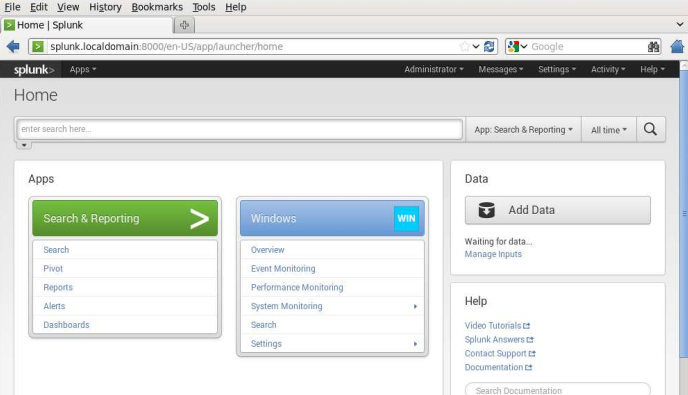 File Edit View History Bookmarks Tools Help
Home | Splunk
splunk.localdomain:8000/en-US/app/launcher/home
Google
splunk> Apps Administrator Messages Settings Activity Help
Home
enter search here...
App: Search & Reporting
All time
Apps
Search & Reporting >
Search
Pivot
Reports
Alerts
Dashboards
Windows WIN
Overview
Event Monitoring
Performance Monitoring
System Monitoring
Search
Settings
Data
Add Data
Waiting for data...
Manage Inputs
Help
Video Tutorials
Splunk Answers
Contact Support
Documentation
Search Documentation